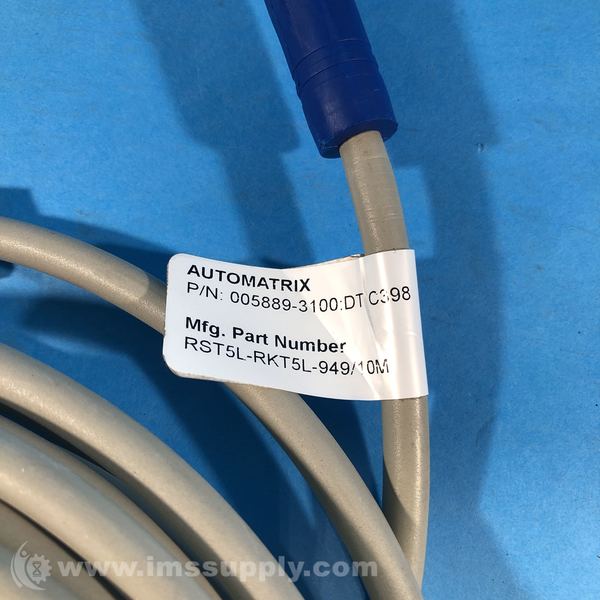 AUTOMATRIX
P/N: 005889-3100:DT C398
Mfg. Part Number
RST5L-RKT5L-949/10M
www.imssupply.com